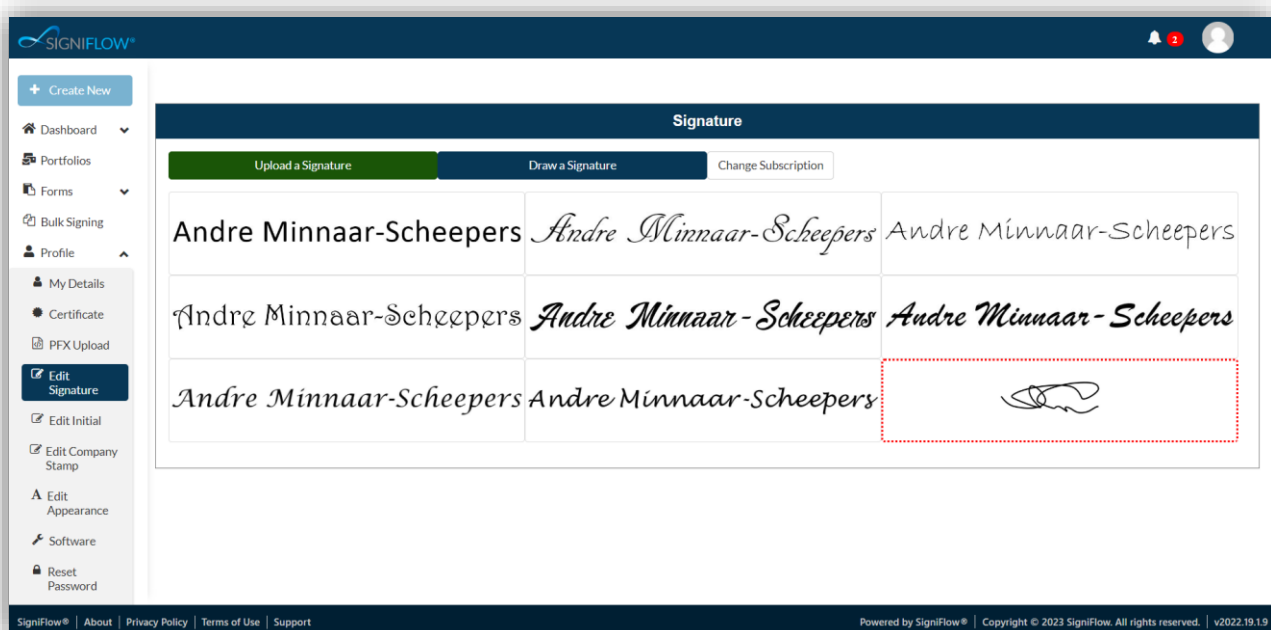 SIGNIFLOW®
2
+ Create New
Dashboard
Portfolios
Forms
Bulk Signing
Profile
My Details
Certificate
PFX Upload
Edit
Signature
Edit Initial
Edit Company
Stamp
A Edit
Appearance
Software
Reset
Password
Signature
Upload a Signature Draw a Signature Change Subscription
Andre Minnaar-Scheepers Andre Minnaar-Scheepers Andre Minnaar-Scheepers
Andre Minnaar-Scheepers Andre Minnaar-Scheepers Andre Minnaar-Scheepers
Andre Minnaar-Scheepers Andre Minnaar-Scheepers
SigniFlow® | About | Privacy Policy | Terms of Use | Support Powered by SigniFlow® | Copyright © 2023 SigniFlow. All rights reserved. | v2022.19.1.9